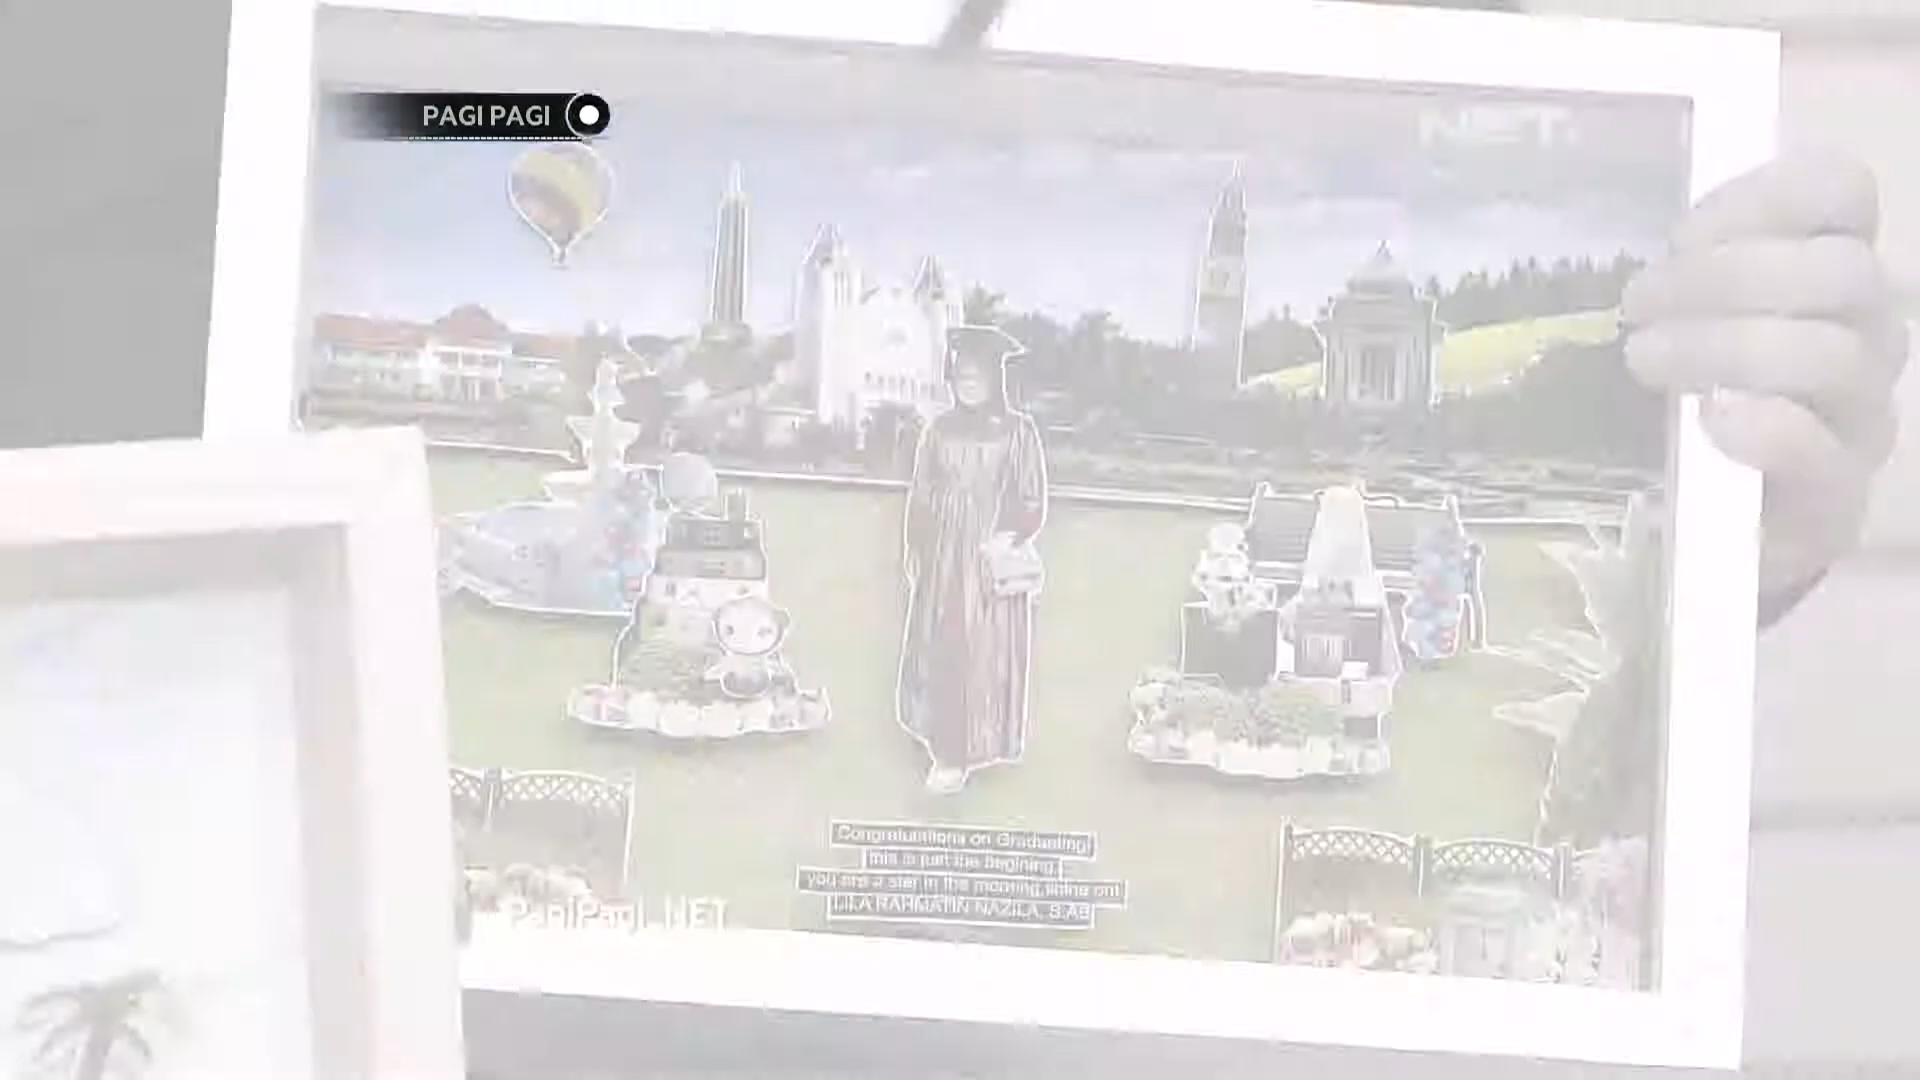 PAGI PAGI
NET.
Congratulations on Graduating!
this is just the begining,
you are a star in the morning shine ont
LILA RAHMATIN NAZILA, S.AB
PagiPagi_NET